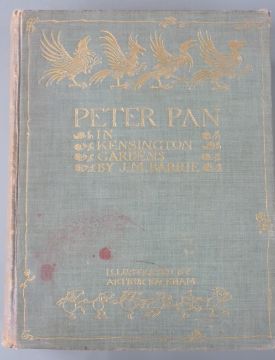 PETER PAN
IN
KENSINGTON
GARDENS
BY J.M. BARRIE
ILLUSTRATED BY
ARTHUR RACKHAM